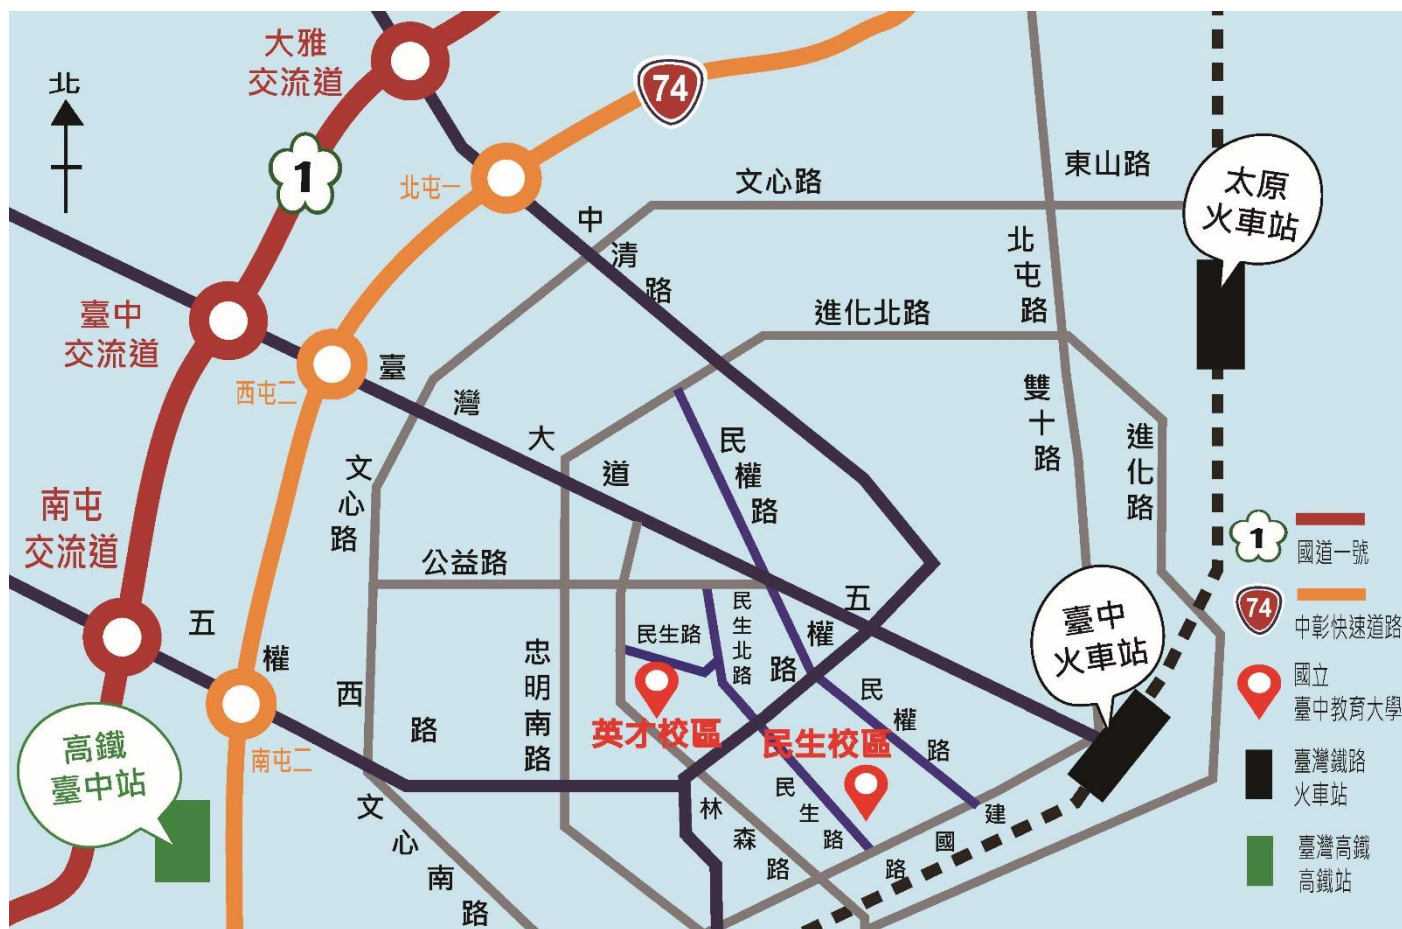 大雅
交流道
北
74
1
北屯一
文心路
東山路
太原
火車站
中清路
北屯路
臺中
交流道
進化北路
西屯二
臺灣大道
雙十路
民權路
進化路
文心路
南屯
交流道
公益路
1
國道一號
五權西路
五權路
民生北路
民生路
臺中
火車站
74
中彰快速道路
忠明南路
國立
臺中教育大學
英才校區
民生校區
民權路
高鐵
臺中站
南屯二
臺灣鐵路
火車站
文心南路
林森路
民生路
建國路
臺灣高鐵
高鐵站